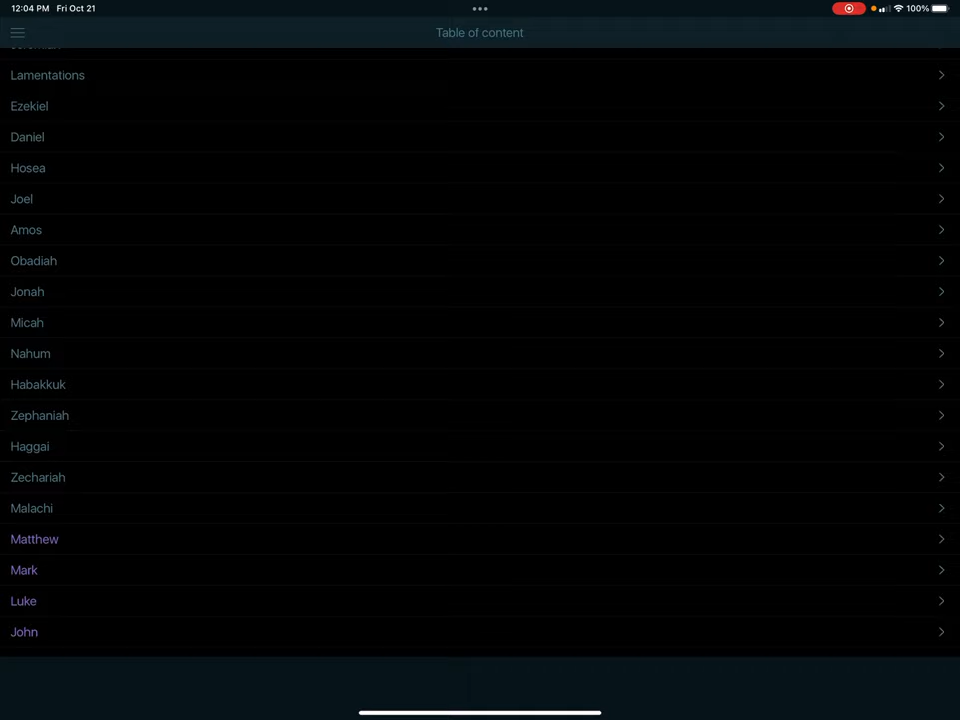 12:04 PM Fri Oct 21
100%
Table of content
Lamentations
Ezekiel
Daniel
Hosea
Joel
Amos
Obadiah
Jonah
Micah
Nahum
Habakkuk
Zephaniah
Haggai
Zechariah
Malachi
Matthew
Mark
Luke
John